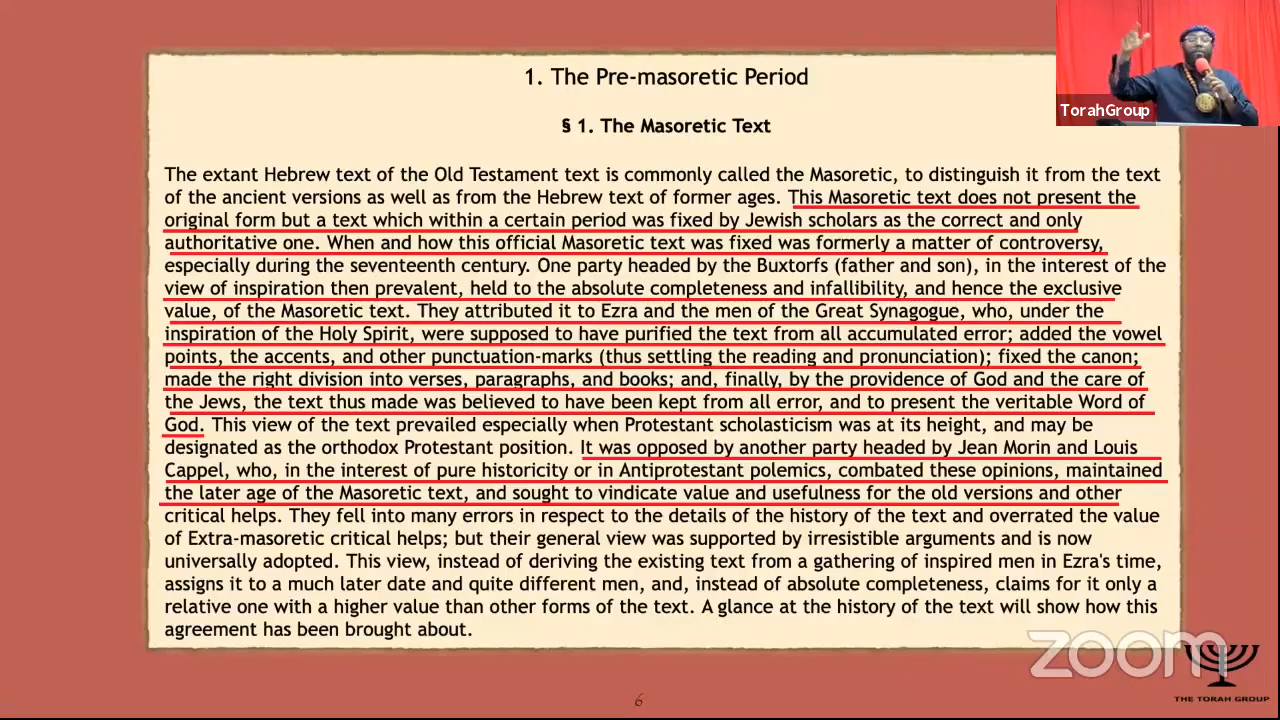 1. The Pre-masoretic Period
TorahGroup
§ 1. The Masoretic Text
The extant Hebrew text of the Old Testament text is commonly called the Masoretic, to distinguish it from the text
of the ancient versions as well as from the Hebrew text of former ages. This Masoretic text does not present the
original form but a text which within a certain period was fixed by Jewish scholars as the correct and only
authoritative one. When and how this official Masoretic text was fixed was formerly a matter of controversy,
especially during the seventeenth century. One party headed by the Buxtorfs (father and son), in the interest of the
view of inspiration then prevalent, held to the absolute completeness and infallibility, and hence the exclusive
value, of the Masoretic text. They attributed it to Ezra and the men of the Great Synagogue, who, under the
inspiration of the Holy Spirit, were supposed to have purified the text from all accumulated error; added the vowel
points, the accents, and other punctuation-marks (thus settling the reading and pronunciation); fixed the canon;
made the right division into verses, paragraphs, and books; and, finally, by the providence of God and the care of
the Jews, the text thus made was believed to have been kept from all error, and to present the veritable Word of
God. This view of the text prevailed especially when Protestant scholasticism was at its height, and may be
designated as the orthodox Protestant position. It was opposed by another party headed by Jean Morin and Louis
Cappel, who, in the interest of pure historicity or in Antiprotestant polemics, combated these opinions, maintained
the later age of the Masoretic text, and sought to vindicate value and usefulness for the old versions and other
critical helps. They fell into many errors in respect to the details of the history of the text and overrated the value
of Extra-masoretic critical helps; but their general view was supported by irresistible arguments and is now
universally adopted. This view, instead of deriving the existing text from a gathering of inspired men in Ezra's time,
assigns it to a much later date and quite different men, and, instead of absolute completeness, claims for it only a
relative one with a higher value than other forms of the text. A glance at the history of the text will show how this
agreement has been brought about.
zoom
THE TORAH GROUP
6